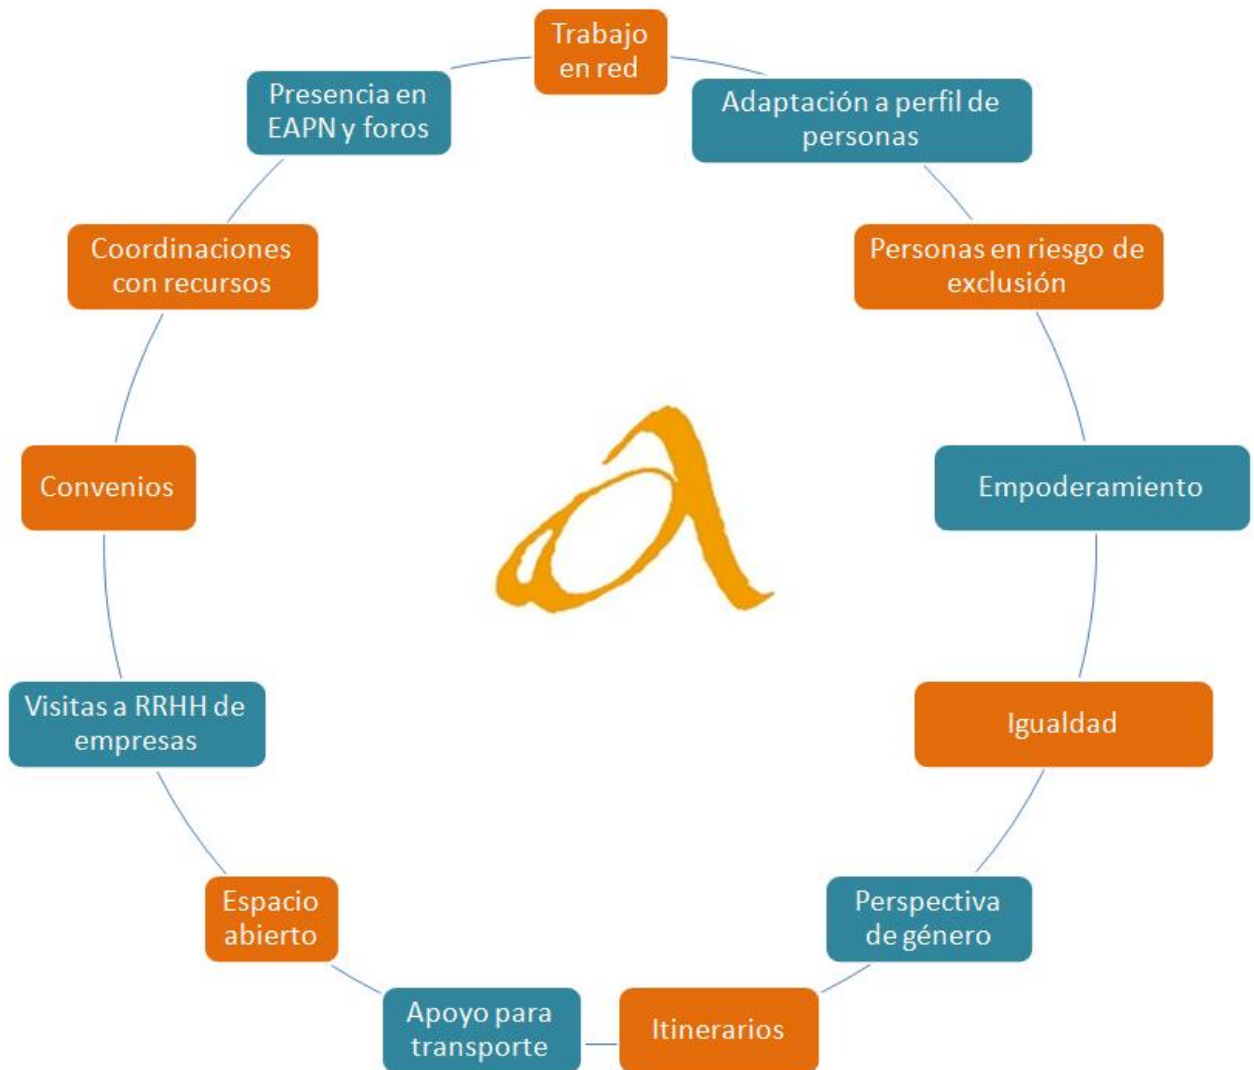 Trabajo
en red
Adaptación a perfil de
personas
Personas en riesgo de
exclusión
Empoderamiento
Igualdad
Perspectiva
de género
Itinerarios
Apoyo para
transporte
Espacio
abierto
Visitas a RRHH de
empresas
Convenios
Coordinaciones
con recursos
Presencia en
EAPN y foros